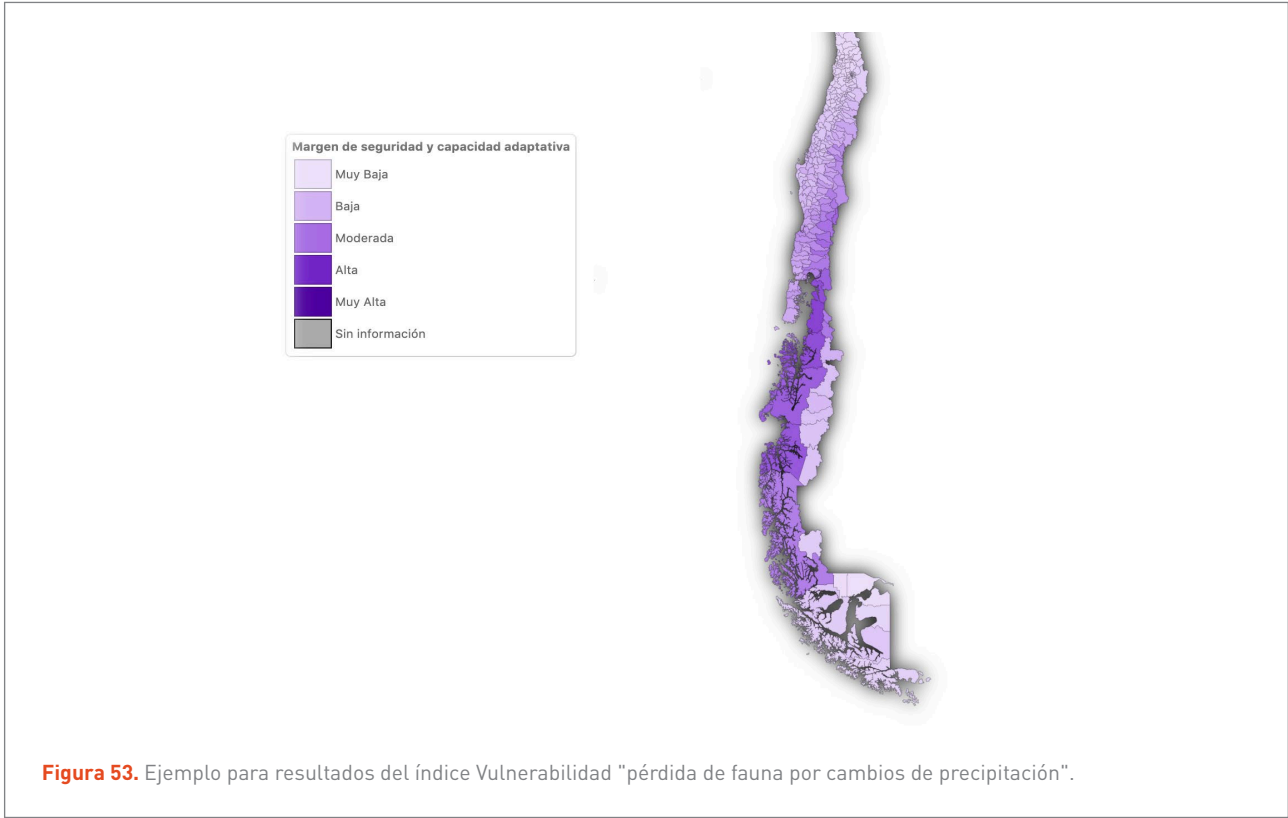 Margen de seguridad y capacidad adaptativa
Muy Baja
Baja
Moderada
Alta
Muy Alta
Sin información
Figura 53. Ejemplo para resultados del índice Vulnerabilidad "pérdida de fauna por cambios de precipitación".